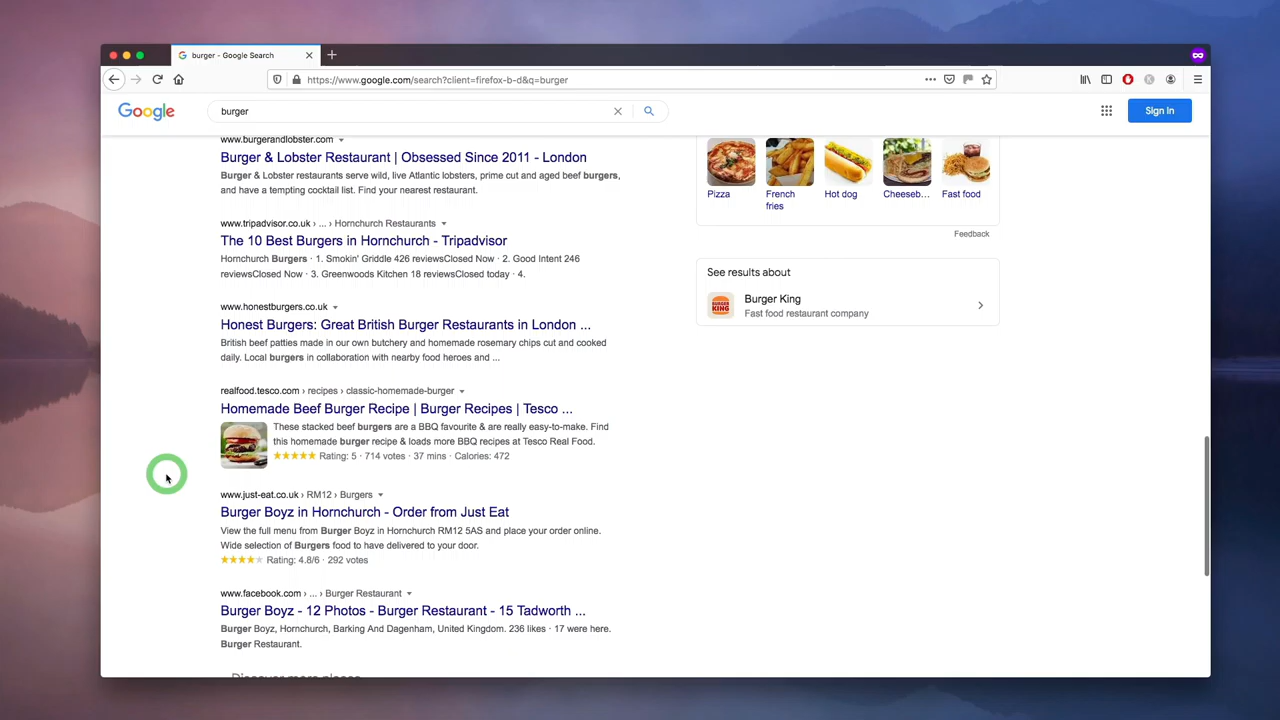 burger - Google Search
https://www.google.com/search?client=firefox-b-d&q=burger
Google
burger
Sign in
www.burgerandlobster.com
Burger & Lobster Restaurant | Obsessed Since 2011 - London
Burger & Lobster restaurants serve wild, live Atlantic lobsters, prime cut and aged beef burgers,
and have a tempting cocktail list. Find your nearest restaurant.
www.tripadvisor.co.uk › ... › Hornchurch Restaurants
The 10 Best Burgers in Hornchurch - Tripadvisor
Hornchurch Burgers · 1. Smokin' Griddle 426 reviewsClosed Now · 2. Good Intent 246
reviewsClosed Now · 3. Greenwoods Kitchen 18 reviewsClosed today · 4.
www.honestburgers.co.uk
Honest Burgers: Great British Burger Restaurants in London ...
British beef patties made in our own butchery and homemade rosemary chips cut and cooked
daily. Local burgers in collaboration with nearby food heroes and ...
realfood.tesco.com › recipes › classic-homemade-burger
Homemade Beef Burger Recipe | Burger Recipes | Tesco ...
These stacked beef burgers are a BBQ favourite & are really easy-to-make. Find
this homemade burger recipe & loads more BBQ recipes at Tesco Real Food.
Rating: 5 · 714 votes · 37 mins · Calories: 472
www.just-eat.co.uk › RM12 › Burgers
Burger Boyz in Hornchurch - Order from Just Eat
View the full menu from Burger Boyz in Hornchurch RM12 5AS and place your order online.
Wide selection of Burgers food to have delivered to your door.
Rating: 4.8/6 · 292 votes
www.facebook.com › ... › Burger Restaurant
Burger Boyz - 12 Photos - Burger Restaurant - 15 Tadworth ...
Burger Boyz, Hornchurch, Barking And Dagenham, United Kingdom. 236 likes · 17 were here.
Burger Restaurant.
Discover more places
Pizza
French
fries
Hot dog
Cheeseb...
Fast food
Feedback
See results about
BURGER
KING
Burger King
Fast food restaurant company